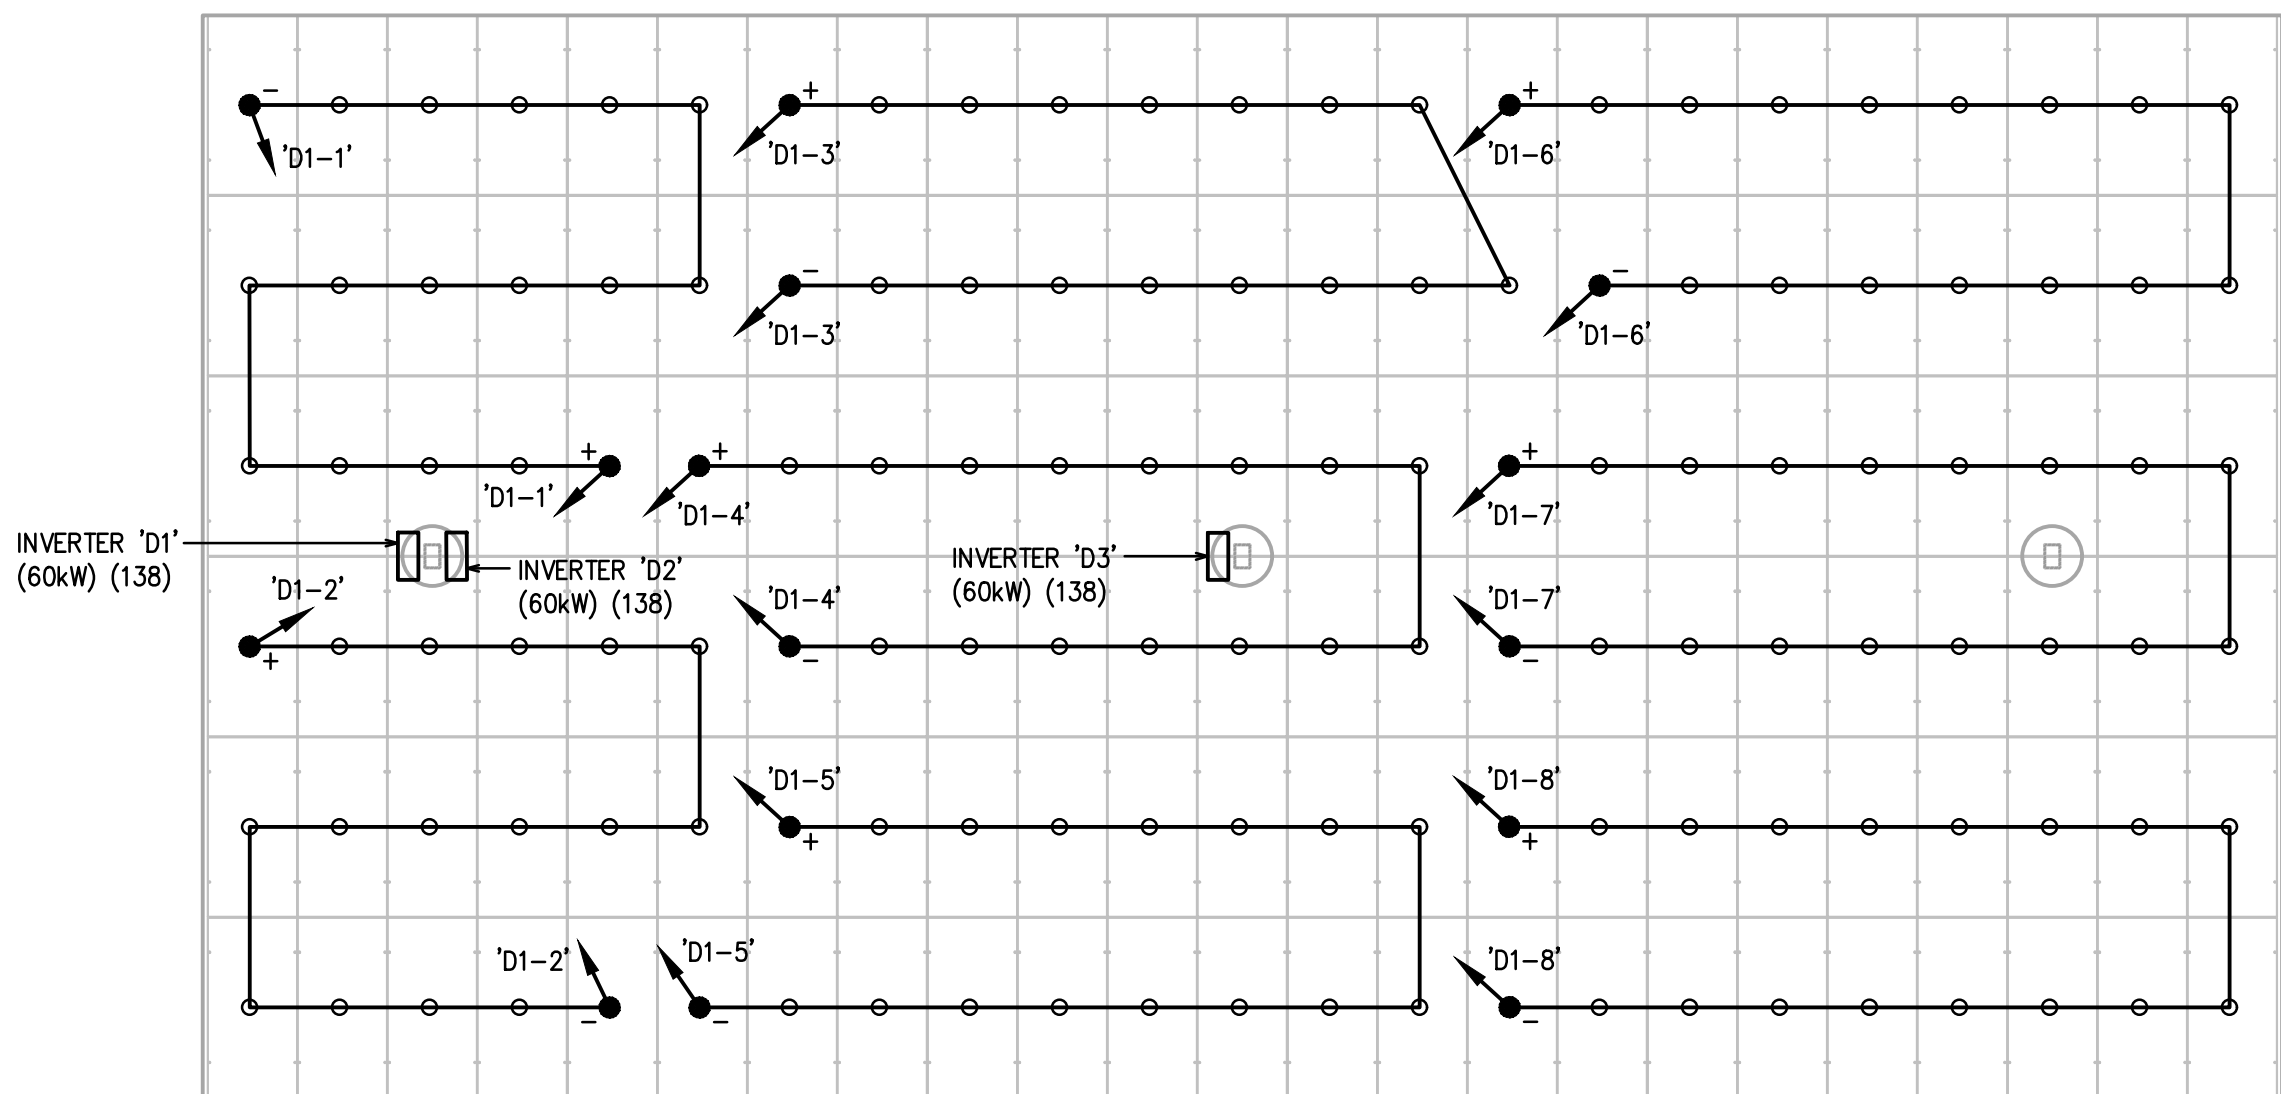 − + +
'D1−1' 'D1−3' 'D1−6'
− −
'D1−3' 'D1−6'
+ + +
'D1−1' 'D1−4' 'D1−7'
INVERTER 'D1'
(60kW) (138)
INVERTER 'D2'
(60kW) (138)
INVERTER 'D3'
(60kW) (138)
'D1−2' 'D1−4' 'D1−7'
+ − −
'D1−5' 'D1−8'
+ +
'D1−2' 'D1−5' 'D1−8'
− − −